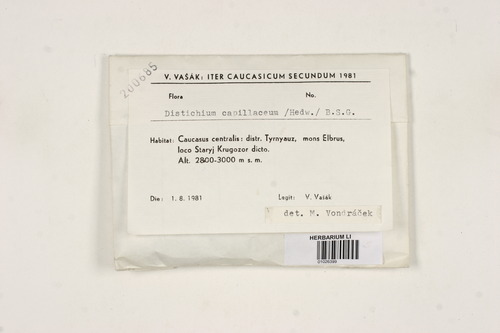 200685
V. VAŠÁK: ITER CAUCASICUM SECUNDUM 1981
Flora No.
Distichium capillaceum /Hedw./ B.S.G.
Habitat: Caucasus centralis: distr. Tyrnyauz, mons Elbrus,
loco Staryj Krugozor dicto.
Alt. 2800-3000 m s. m.
Die: 1. 8. 1981 Legit: V. Vašák
det. M. Vondráček
HERBARIUM LI